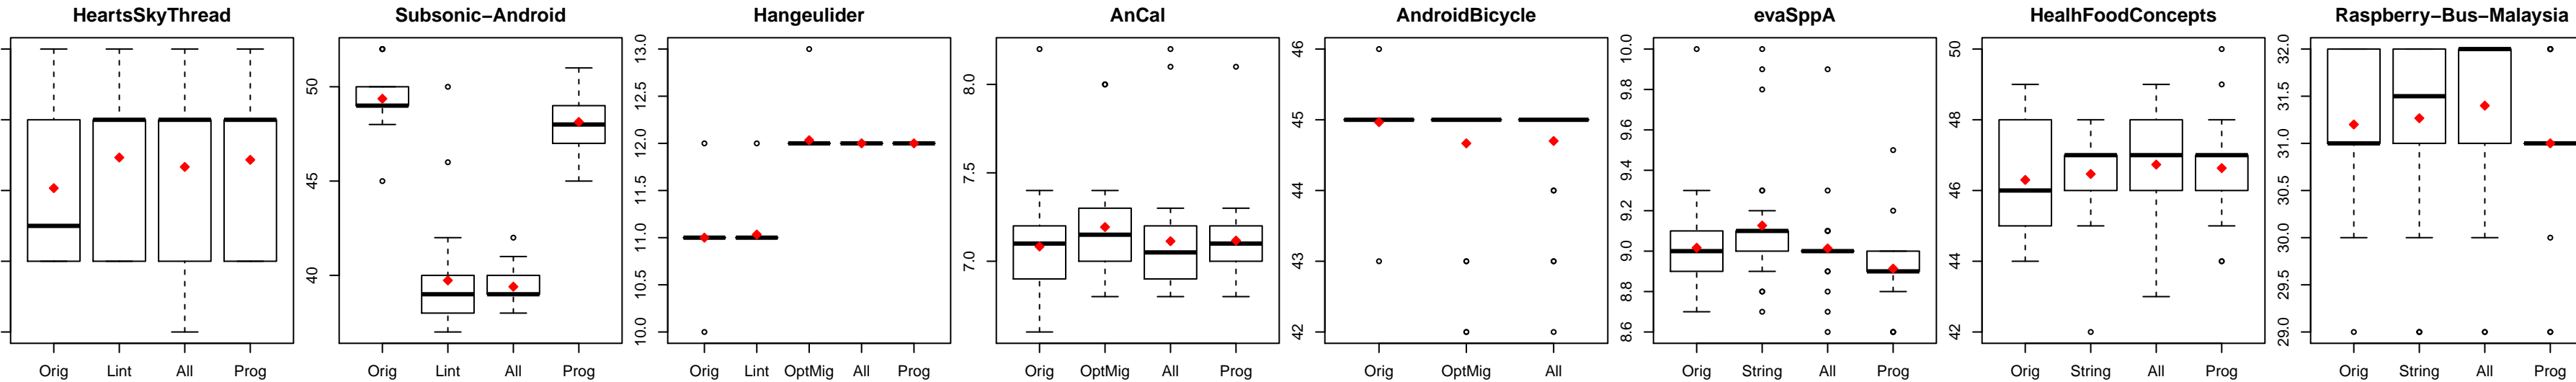 HeartsSkyThread
Orig Lint All Prog
Subsonic−Android
50
45
40
Orig Lint All Prog
Hangeulider
13.0
12.5
12.0
11.5
11.0
10.5
10.0
Orig Lint OptMig All Prog
AnCal
8.0
7.5
7.0
Orig OptMig All Prog
AndroidBicycle
46
45
44
43
42
Orig OptMig All
evaSppA
10.0
9.8
9.6
9.4
9.2
9.0
8.8
8.6
Orig String All Prog
HealhFoodConcepts
50
48
46
44
42
Orig String All Prog
Raspberry−Bus−Malaysia
32.0
31.5
31.0
30.5
30.0
29.5
29.0
Orig String All Prog